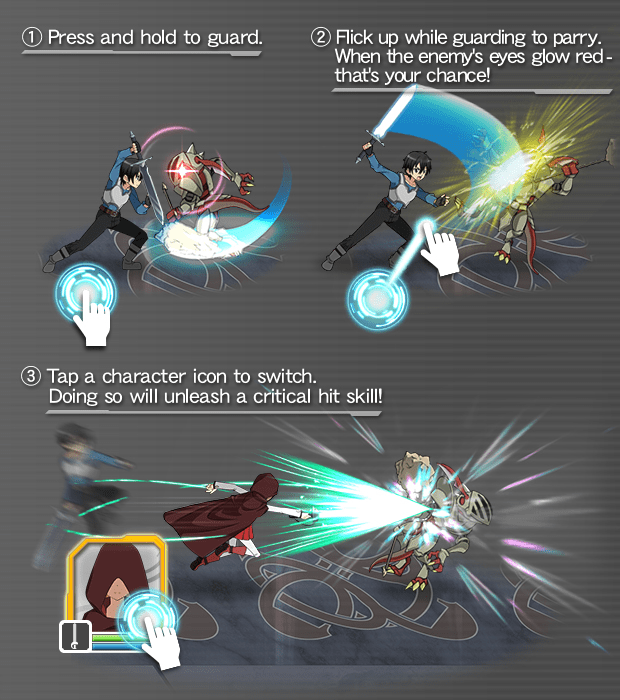 ① Press and hold to guard.
② Flick up while guarding to parry.
When the enemy's eyes glow red-
that's your chance!
③ Tap a character icon to switch.
Doing so will unleash a critical hit skill!